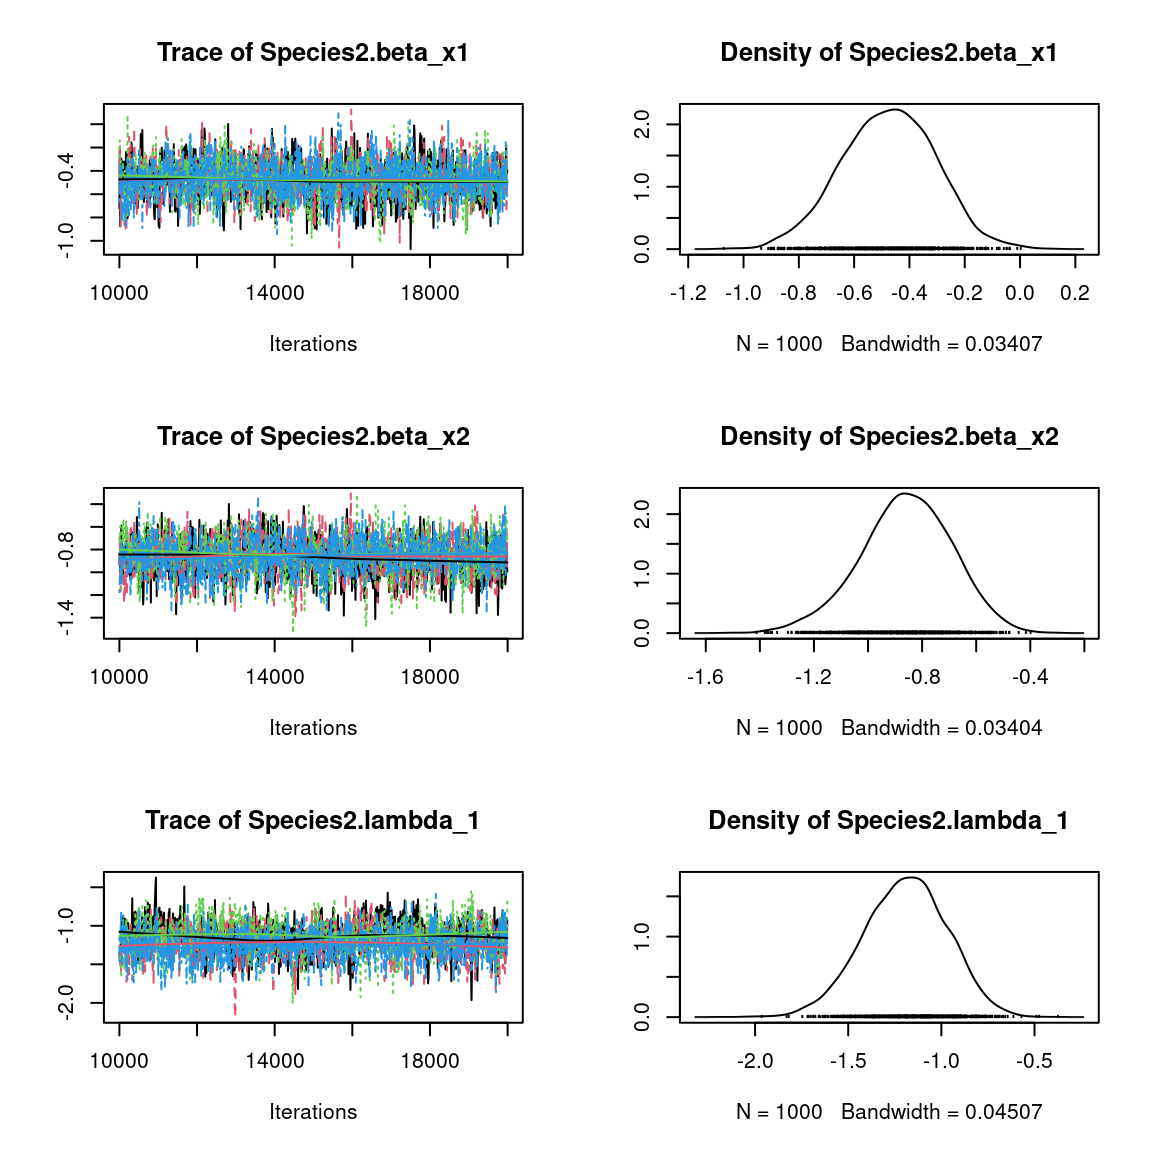 Trace of Species2.beta_x1
-0.4
-1.0
10000 14000 18000
Iterations
Density of Species2.beta_x1
2.0
1.0
0.0
-1.2 -1.0 -0.8 -0.6 -0.4 -0.2 0.0 0.2
N = 1000 Bandwidth = 0.03407
Trace of Species2.beta_x2
-0.8
-1.4
10000 14000 18000
Iterations
Density of Species2.beta_x2
2.0
1.0
0.0
-1.6 -1.2 -0.8 -0.4
N = 1000 Bandwidth = 0.03404
Trace of Species2.lambda_1
-1.0
-2.0
10000 14000 18000
Iterations
Density of Species2.lambda_1
1.0
0.0
-2.0 -1.5 -1.0 -0.5
N = 1000 Bandwidth = 0.04507